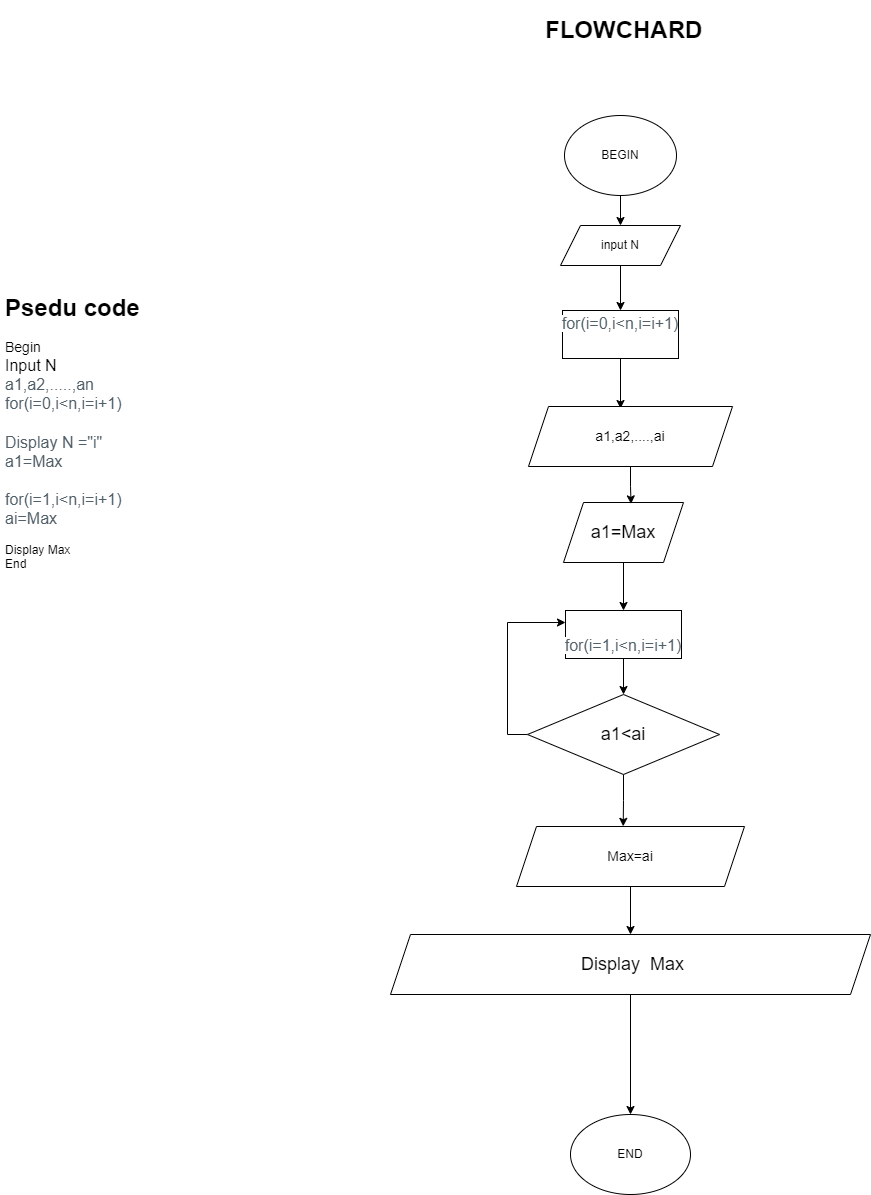 FLOWCHARD
BEGIN
input N
for(i=0,i<n,i=i+1)
a1,a2,....,ai
a1=Max
for(i=1,i<n,i=i+1)
a1<ai
Max=ai
Display Max
END
Psedu code
Begin
Input N
a1,a2,.....,an
for(i=0,i<n,i=i+1)
Display N ="i"
a1=Max
for(i=1,i<n,i=i+1)
ai=Max
Display Max
End